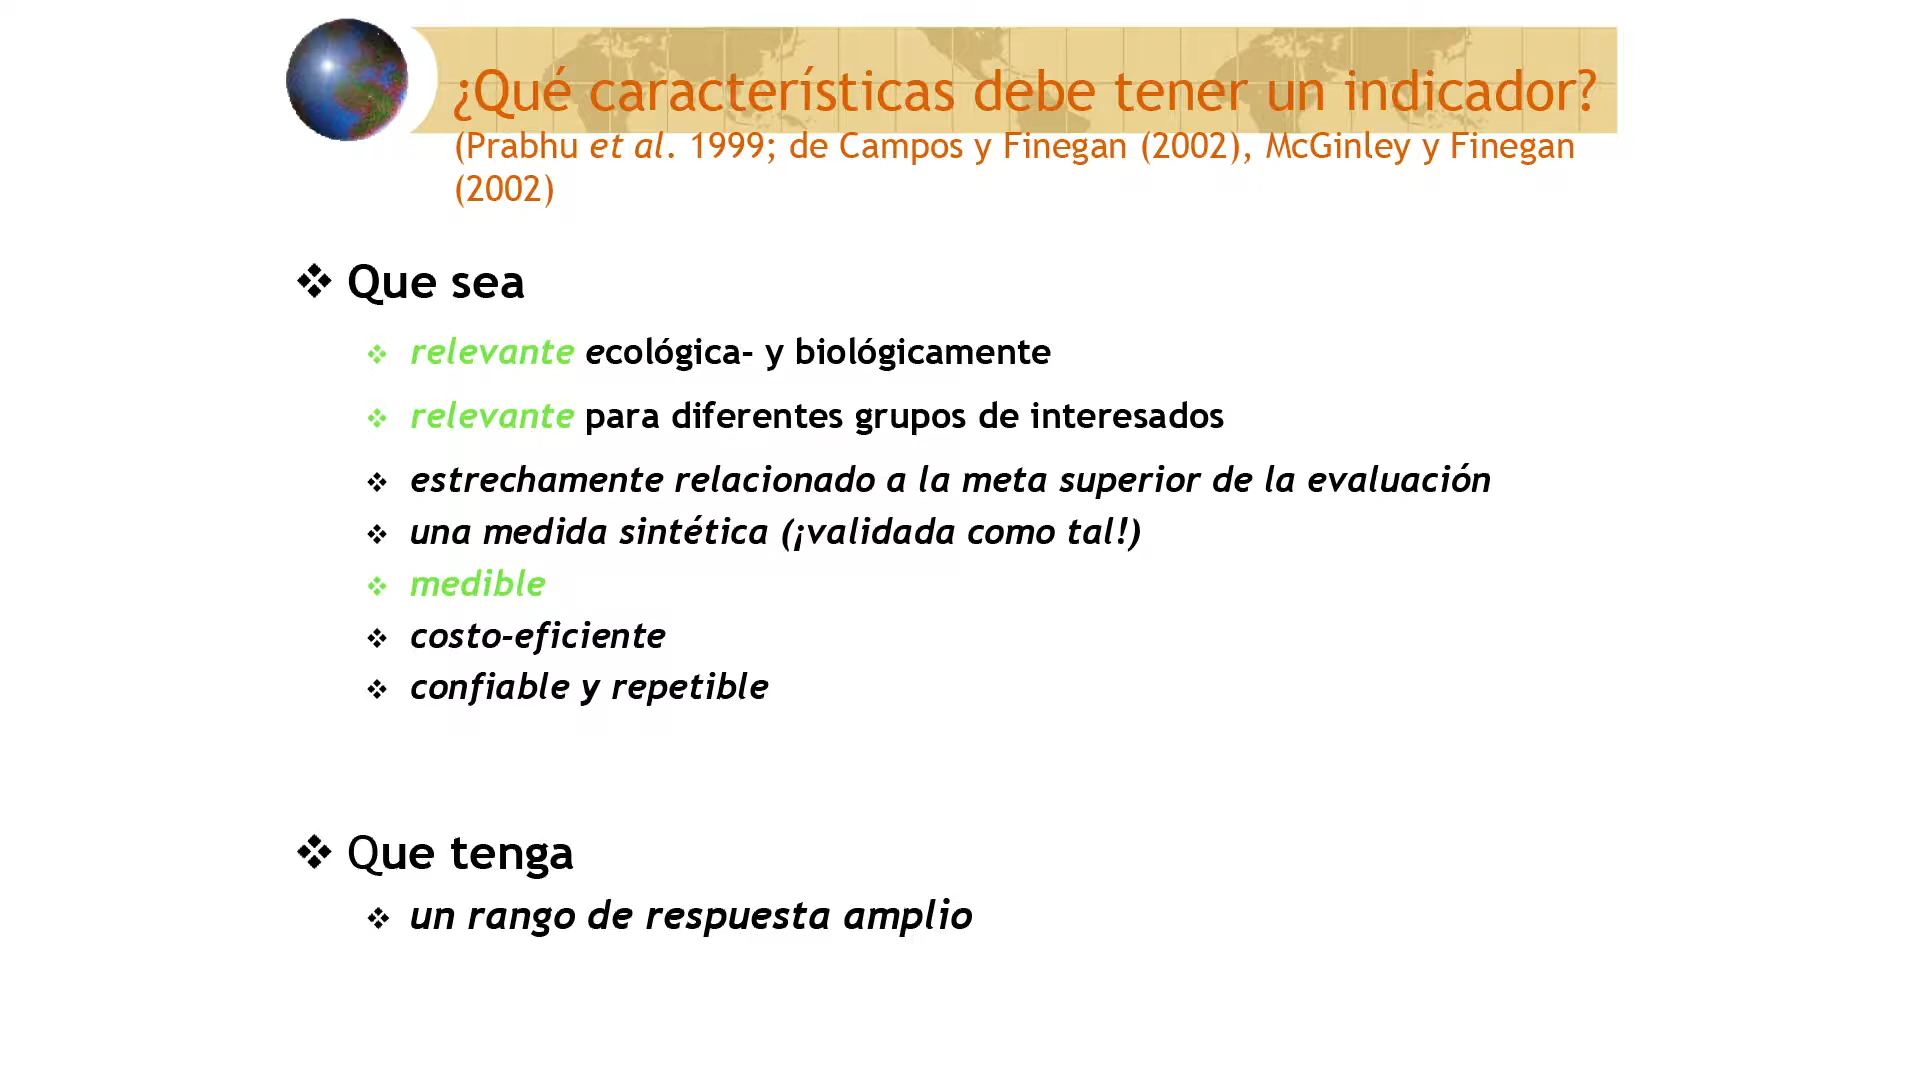 ¿Qué características debe tener un indicador?
(Prabhu et al. 1999; de Campos y Finegan (2002), McGinley y Finegan
(2002)
Que sea
relevante ecológica- y biológicamente
relevante para diferentes grupos de interesados
estrechamente relacionado a la meta superior de la evaluación
una medida sintética (¡validada como tal!)
medible
costo-eficiente
confiable y repetible
Que tenga
un rango de respuesta amplio